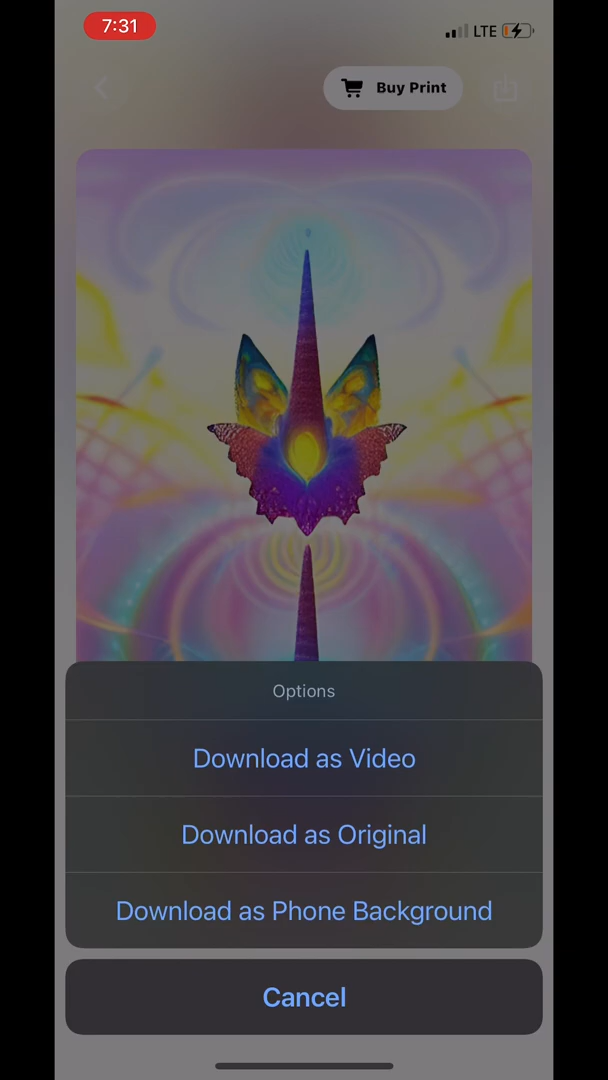 7:31
LTE
Buy Print
Options
Download as Video
Download as Original
Download as Phone Background
Cancel